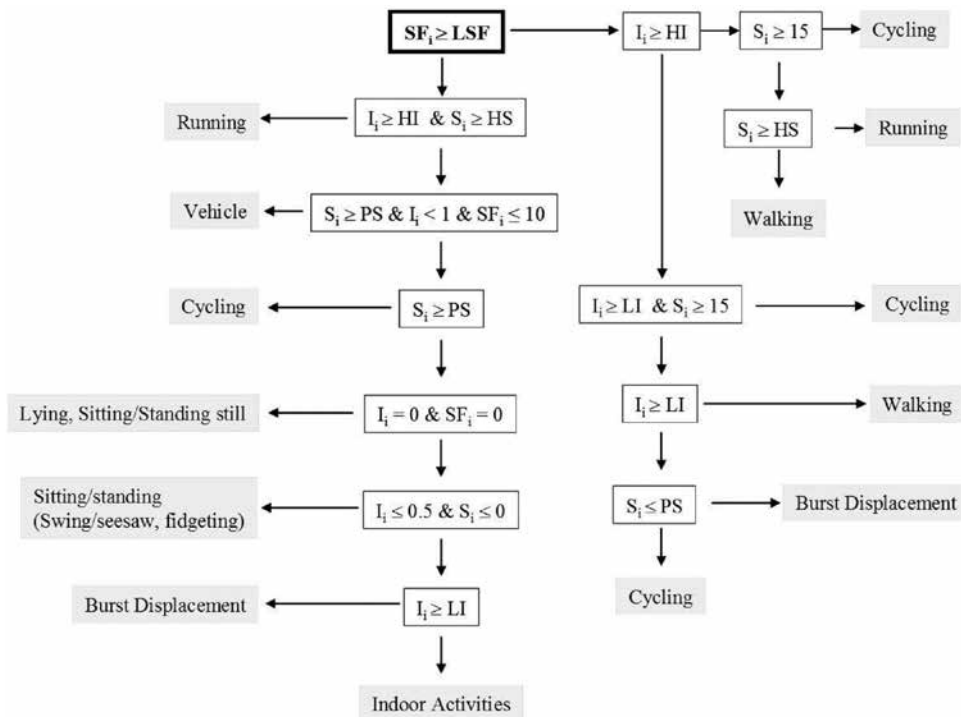 SFᵢ ≥ LSF
Iᵢ ≥ HI
Sᵢ ≥ 15
Cycling
Running
Iᵢ ≥ HI & Sᵢ ≥ HS
Sᵢ ≥ HS
Running
Vehicle
Sᵢ ≥ PS & Iᵢ < 1 & SFᵢ ≤ 10
Walking
Cycling
Sᵢ ≥ PS
Iᵢ ≥ LI & Sᵢ ≥ 15
Cycling
Lying, Sitting/Standing still
Iᵢ = 0 & SFᵢ = 0
Iᵢ ≥ LI
Walking
Sitting/standing
(Swing/seesaw, fidgeting)
Iᵢ ≤ 0.5 & Sᵢ ≤ 0
Sᵢ ≤ PS
Burst Displacement
Burst Displacement
Iᵢ ≥ LI
Cycling
Indoor Activities